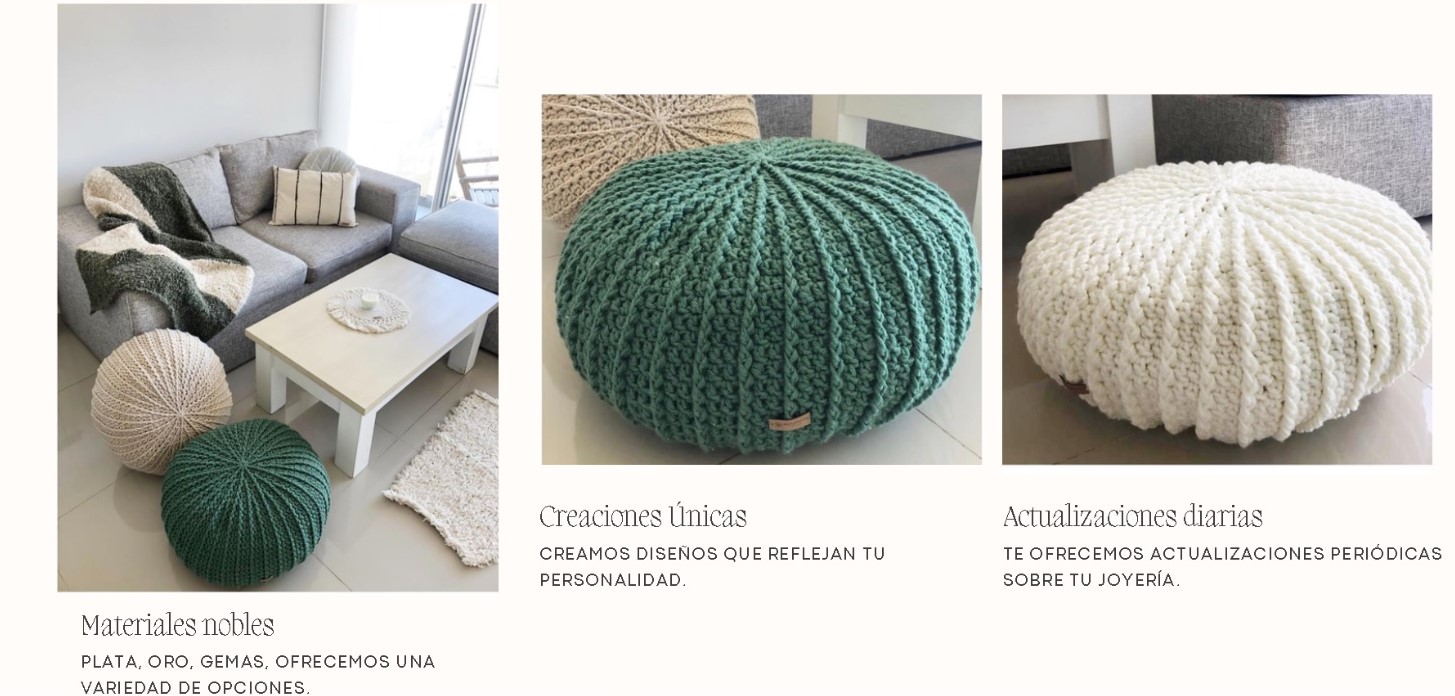 Creaciones Únicas
CREAMOS DISEÑOS QUE REFLEJAN TU
PERSONALIDAD.
Actualizaciones diarias
TE OFRECEMOS ACTUALIZACIONES PERIÓDICAS
SOBRE TU JOYERÍA.
Materiales nobles
PLATA, ORO, GEMAS, OFRECEMOS UNA
VARIEDAD DE OPCIONES.